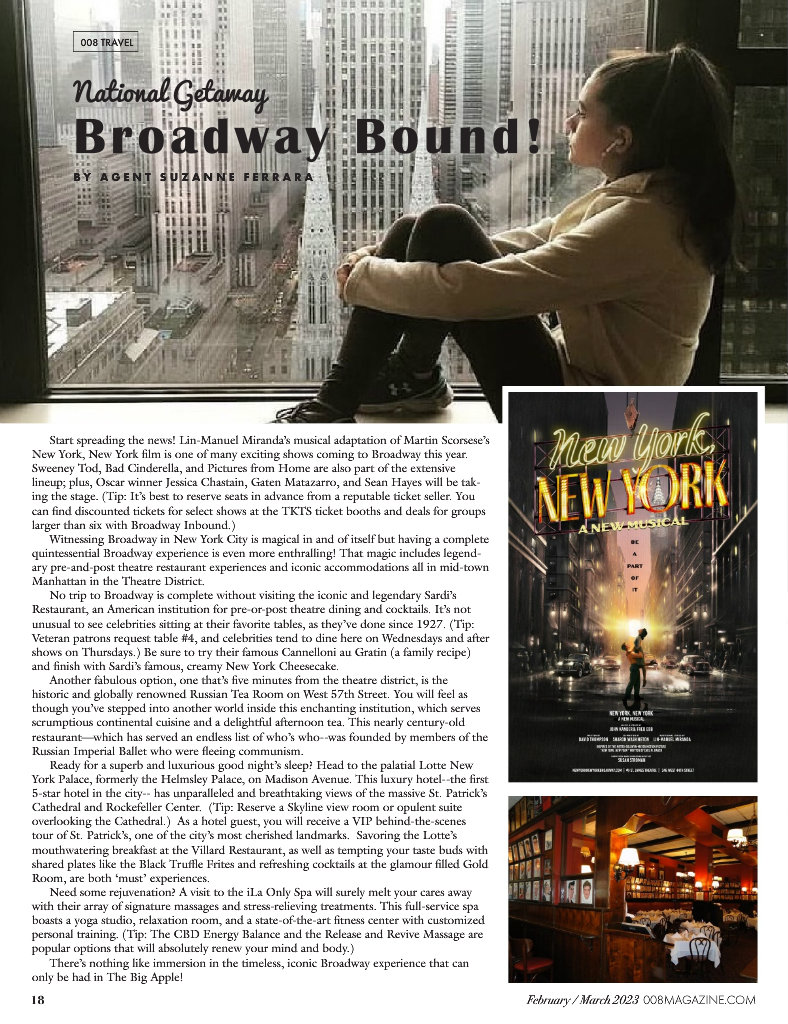 008 TRAVEL
National Getaway
Broadway Bound!
BY AGENT SUZANNE FERRARA
Start spreading the news! Lin-Manuel Miranda's musical adaptation of Martin Scorsese's
New York, New York film is one of many exciting shows coming to Broadway this year.
Sweeney Tod, Bad Cinderella, and Pictures from Home are also part of the extensive
lineup; plus, Oscar winner Jessica Chastain, Gaten Matazarro, and Sean Hayes will be tak-
ing the stage. (Tip: It's best to reserve seats in advance from a reputable ticket seller. You
can find discounted tickets for select shows at the TKTS ticket booths and deals for groups
larger than six with Broadway Inbound.)
Witnessing Broadway in New York City is magical in and of itself but having a complete
quintessential Broadway experience is even more enthralling! That magic includes legend-
ary pre-and-post theatre restaurant experiences and iconic accommodations all in mid-town
Manhattan in the Theatre District.
No trip to Broadway is complete without visiting the iconic and legendary Sardi's
Restaurant, an American institution for pre-or-post theatre dining and cocktails. It's not
unusual to see celebrities sitting at their favorite tables, as they've done since 1927. (Tip:
Veteran patrons request table #4, and celebrities tend to dine here on Wednesdays and after
shows on Thursdays.) Be sure to try their famous Cannelloni au Gratin (a family recipe)
and finish with Sardi's famous, creamy New York Cheesecake.
Another fabulous option, one that's five minutes from the theatre district, is the
historic and globally renowned Russian Tea Room on West 57th Street. You will feel as
though you've stepped into another world inside this enchanting institution, which serves
scrumptious continental cuisine and a delightful afternoon tea. This nearly century-old
restaurant—which has served an endless list of who's who--was founded by members of the
Russian Imperial Ballet who were fleeing communism.
Ready for a superb and luxurious good night's sleep? Head to the palatial Lotte New
York Palace, formerly the Helmsley Palace, on Madison Avenue. This luxury hotel--the first
5-star hotel in the city-- has unparalleled and breathtaking views of the massive St. Patrick's
Cathedral and Rockefeller Center. (Tip: Reserve a Skyline view room or opulent suite
overlooking the Cathedral.) As a hotel guest, you will receive a VIP behind-the-scenes
tour of St. Patrick's, one of the city's most cherished landmarks. Savoring the Lotte's
mouthwatering breakfast at the Villard Restaurant, as well as tempting your taste buds with
shared plates like the Black Truffle Frites and refreshing cocktails at the glamour filled Gold
Room, are both 'must' experiences.
Need some rejuvenation? A visit to the iLa Only Spa will surely melt your cares away
with their array of signature massages and stress-relieving treatments. This full-service spa
boasts a yoga studio, relaxation room, and a state-of-the-art fitness center with customized
personal training. (Tip: The CBD Energy Balance and the Release and Revive Massage are
popular options that will absolutely renew your mind and body.)
There's nothing like immersion in the timeless, iconic Broadway experience that can
only be had in The Big Apple!
New York,
NEW YORK
A NEW MUSICAL
BE
A
PART
OF
IT
NEW YORK, NEW YORK
A NEW MUSICAL
JOHN KANDER & FRED EBB
DAVID THOMPSON SHARON WASHINGTON LIN-MANUEL MIRANDA
SUSAN STROMAN
18
February / March 2023 008MAGAZINE.COM